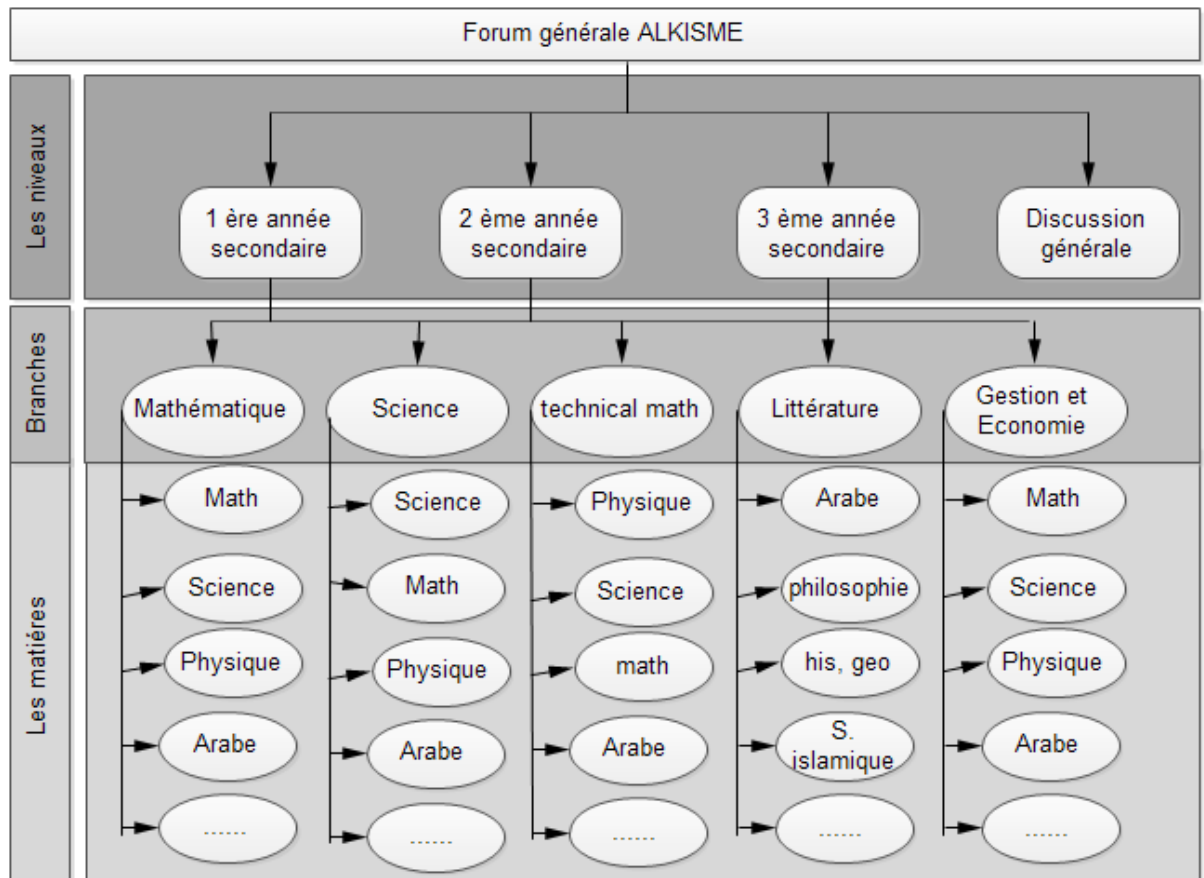 Forum générale ALKISME
Les niveaux
1 ère année
secondaire
2 ème année
secondaire
3 ème année
secondaire
Discussion
générale
Branches
Mathématique
Science
technical math
Littérature
Gestion et
Economie
Les matiéres
Math
Science
Physique
Arabe
......
Science
Math
Physique
Arabe
......
Physique
Science
math
Arabe
......
Arabe
philosophie
his, geo
S.
islamique
......
Math
Science
Physique
Arabe
......